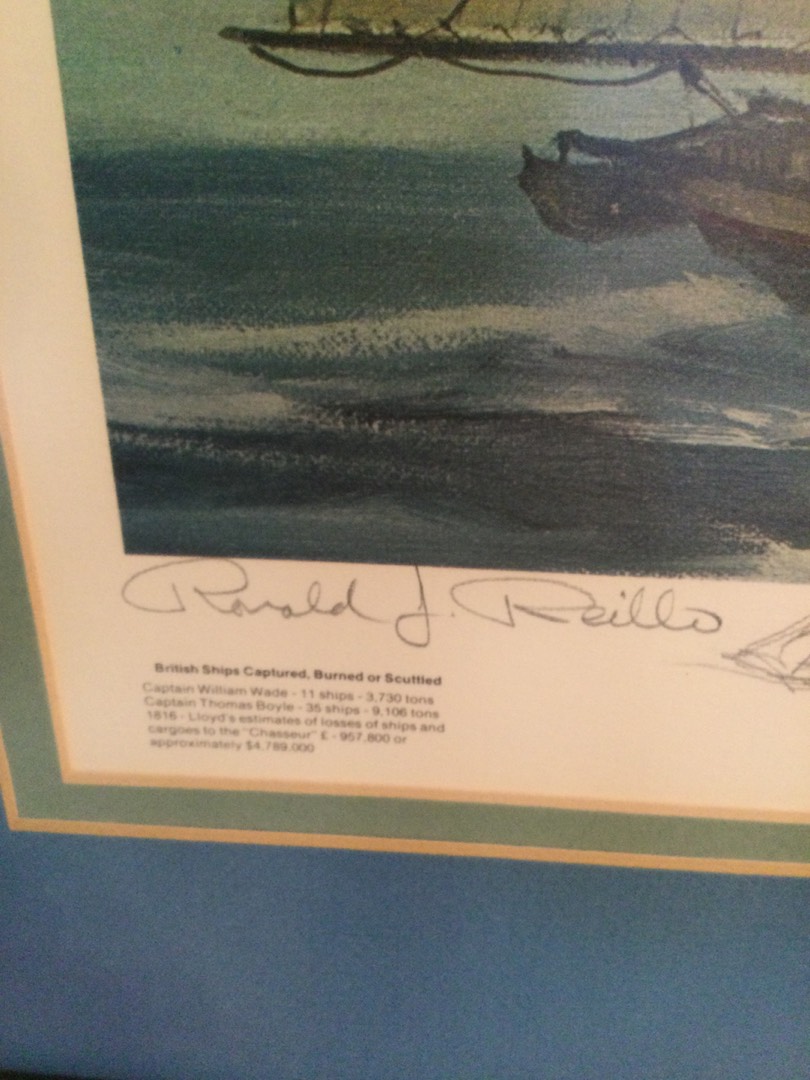 Ronald J. Reillo
British Ships Captured, Burned or Scuttled
Captain William Wade - 11 ships - 3,730 tons
Captain Thomas Boyle - 35 ships - 9,106 tons
1816 - Lloyd's estimates of losses of ships and
cargoes to the "Chasseur" £ - 957,800 or
approximately $4,789,000